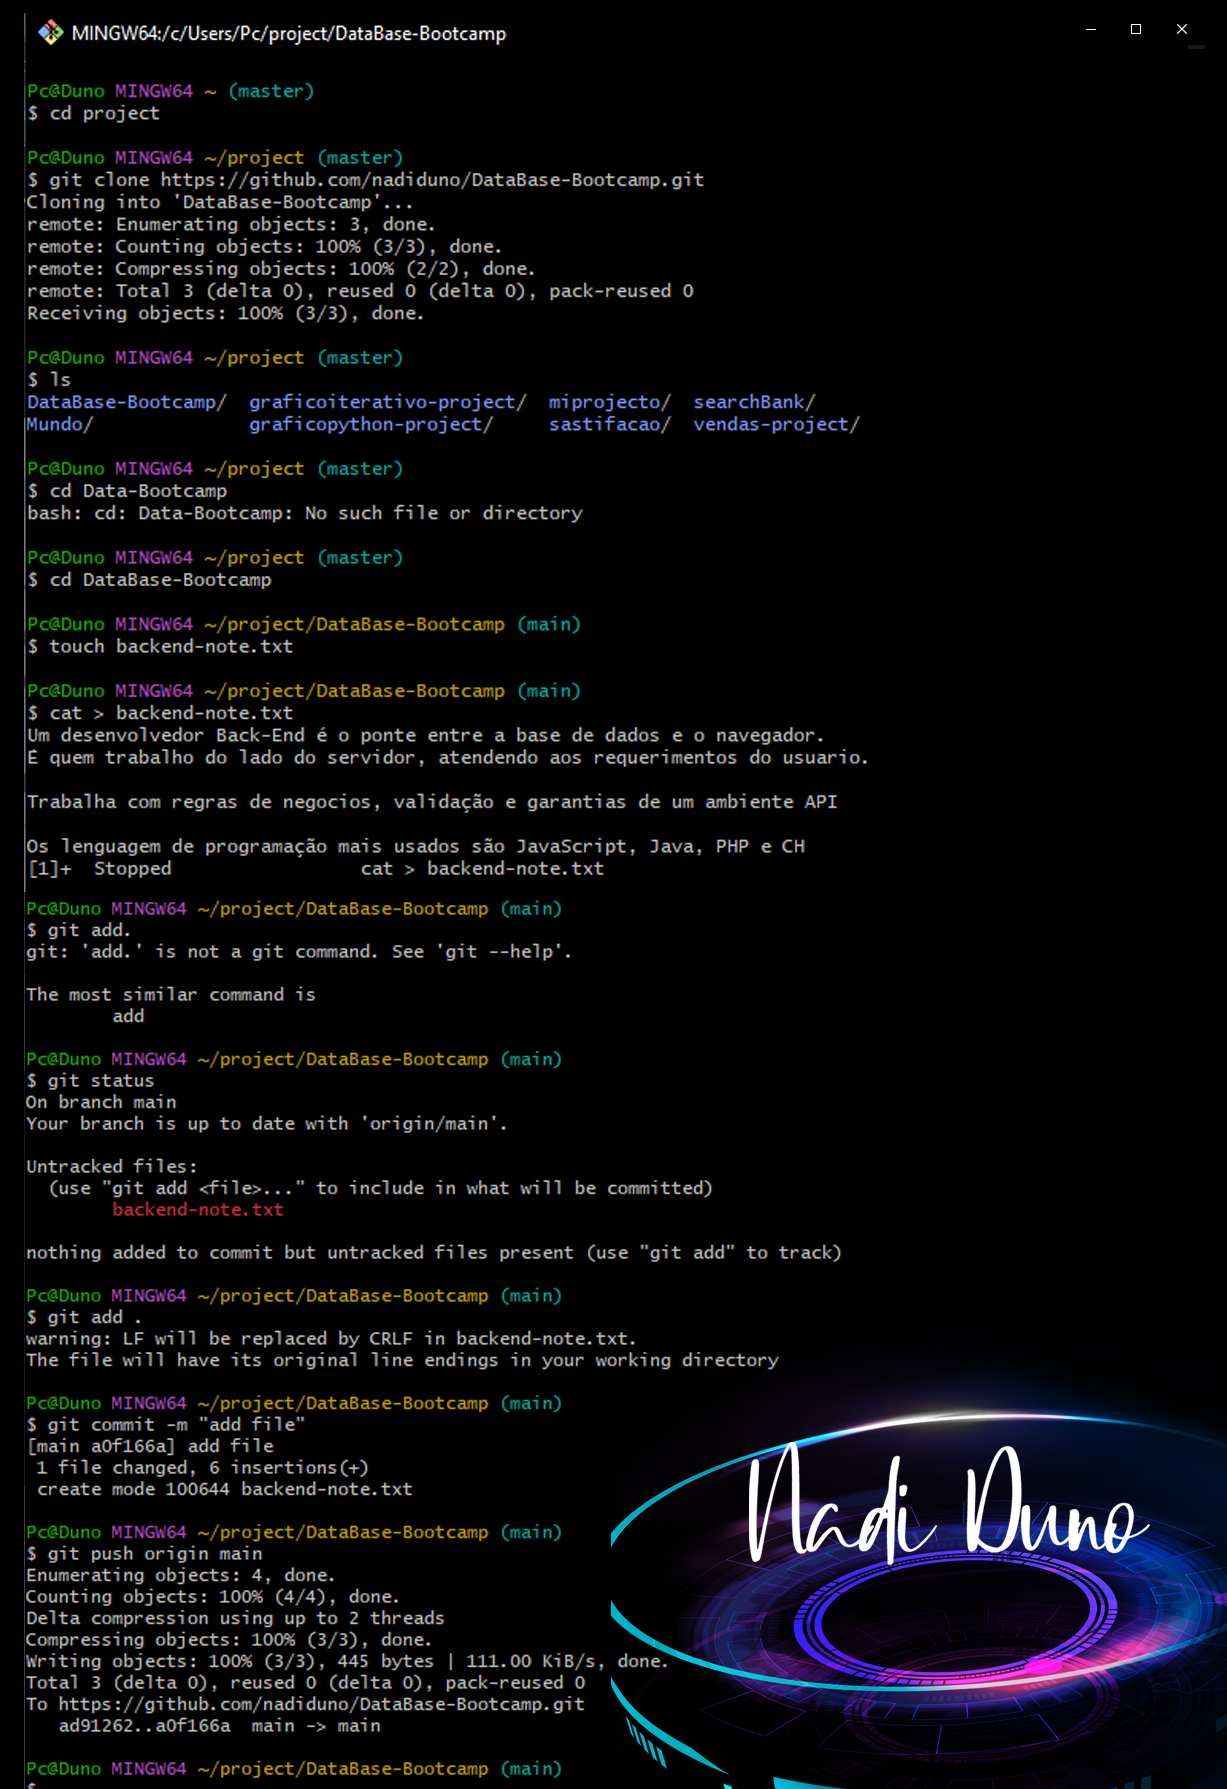 MINGW64:/c/Users/Pc/project/DataBase-Bootcamp
Pc@Duno MINGW64 ~ (master)
$ cd project
Pc@Duno MINGW64 ~/project (master)
$ git clone https://github.com/nadiduno/DataBase-Bootcamp.git
Cloning into 'DataBase-Bootcamp'...
remote: Enumerating objects: 3, done.
remote: Counting objects: 100% (3/3), done.
remote: Compressing objects: 100% (2/2), done.
remote: Total 3 (delta 0), reused 0 (delta 0), pack-reused 0
Receiving objects: 100% (3/3), done.
Pc@Duno MINGW64 ~/project (master)
$ ls
DataBase-Bootcamp/  graficoiterativo-project/  miprojecto/  searchBank/
Mundo/              graficopython-project/     sastifacao/  vendas-project/
Pc@Duno MINGW64 ~/project (master)
$ cd Data-Bootcamp
bash: cd: Data-Bootcamp: No such file or directory
Pc@Duno MINGW64 ~/project (master)
$ cd DataBase-Bootcamp
Pc@Duno MINGW64 ~/project/DataBase-Bootcamp (main)
$ touch backend-note.txt
Pc@Duno MINGW64 ~/project/DataBase-Bootcamp (main)
$ cat > backend-note.txt
Um desenvolvedor Back-End é o ponte entre a base de dados e o navegador.
É quem trabalho do lado do servidor, atendendo aos requerimentos do usuario.
Trabalha com regras de negocios, validação e garantias de um ambiente API
Os lenguagem de programação mais usados são JavaScript, Java, PHP e CH
[1]+  Stopped                 cat > backend-note.txt
Pc@Duno MINGW64 ~/project/DataBase-Bootcamp (main)
$ git add.
git: 'add.' is not a git command. See 'git --help'.
The most similar command is
        add
Pc@Duno MINGW64 ~/project/DataBase-Bootcamp (main)
$ git status
On branch main
Your branch is up to date with 'origin/main'.
Untracked files:
  (use "git add <file>..." to include in what will be committed)
        backend-note.txt
nothing added to commit but untracked files present (use "git add" to track)
Pc@Duno MINGW64 ~/project/DataBase-Bootcamp (main)
$ git add .
warning: LF will be replaced by CRLF in backend-note.txt.
The file will have its original line endings in your working directory
Pc@Duno MINGW64 ~/project/DataBase-Bootcamp (main)
$ git commit -m "add file"
[main a0f166a] add file
 1 file changed, 6 insertions(+)
 create mode 100644 backend-note.txt
Pc@Duno MINGW64 ~/project/DataBase-Bootcamp (main)
$ git push origin main
Enumerating objects: 4, done.
Counting objects: 100% (4/4), done.
Delta compression using up to 2 threads
Compressing objects: 100% (3/3), done.
Writing objects: 100% (3/3), 445 bytes | 111.00 KiB/s, done.
Total 3 (delta 0), reused 0 (delta 0), pack-reused 0
To https://github.com/nadiduno/DataBase-Bootcamp.git
   ad91262..a0f166a  main -> main
Pc@Duno MINGW64 ~/project/DataBase-Bootcamp (main)
$
Nadi Duno